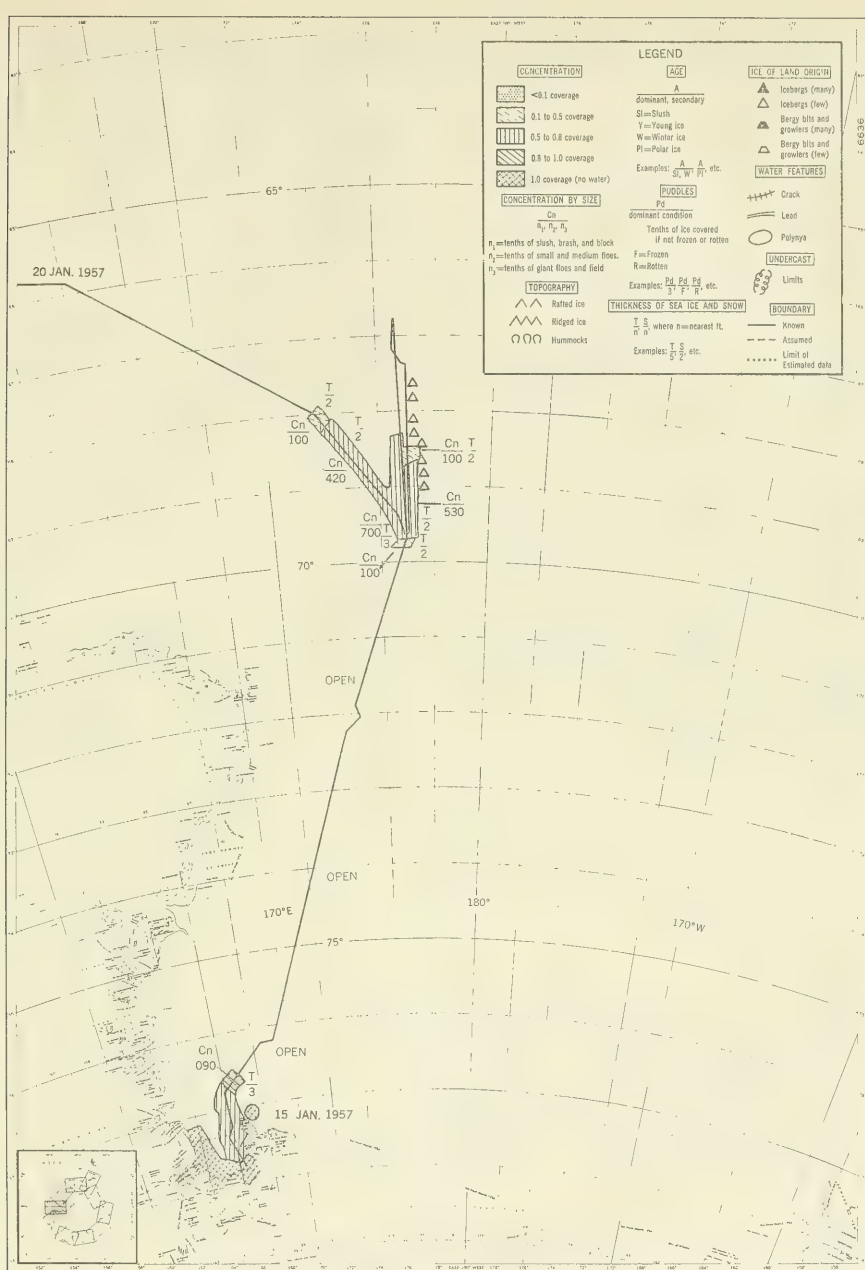 LEGEND
CONCENTRATION
<0.1 coverage
0.1 to 0.5 coverage
0.5 to 0.8 coverage
0.8 to 1.0 coverage
1.0 coverage (no water)
CONCENTRATION BY SIZE
Cn
n₁, n₂, n₃
n₁=tenths of slush, brash, and block
n₂=tenths of small and medium floes.
n₃=tenths of giant floes and field
TOPOGRAPHY
Rafted ice
Ridged ice
Hummocks
AGE
A
dominant, secondary
Sl=Slush
Y=Young ice
W=Winter ice
Pl=Polar ice
Examples: A/Sl, W, A/Pl, etc.
PUDDLES
Pd
dominant condition
Tenths of ice covered
if not frozen or rotten
F=Frozen
R=Rotten
Examples: Pd/3, Pd/F, Pd/R, etc.
THICKNESS OF SEA ICE AND SNOW
T/n, S/n, where n=nearest ft.
Examples: T/5, S/2, etc.
ICE OF LAND ORIGIN
Icebergs (many)
Icebergs (few)
Bergy bits and
growlers (many)
Bergy bits and
growlers (few)
WATER FEATURES
Crack
Lead
Polynya
UNDERCAST
Limits
BOUNDARY
Known
Assumed
Limit of
Estimated data
6636
65°
20 JAN. 1957
T/2
Cn/100
T/2
Cn/420
Cn/100 T/2
Cn/530
Cn/700
T/3
T/2
T/2
Cn/100
70°
OPEN
OPEN
170°E
180°
170°W
75°
OPEN
Cn
090
T/3
15 JAN. 1957